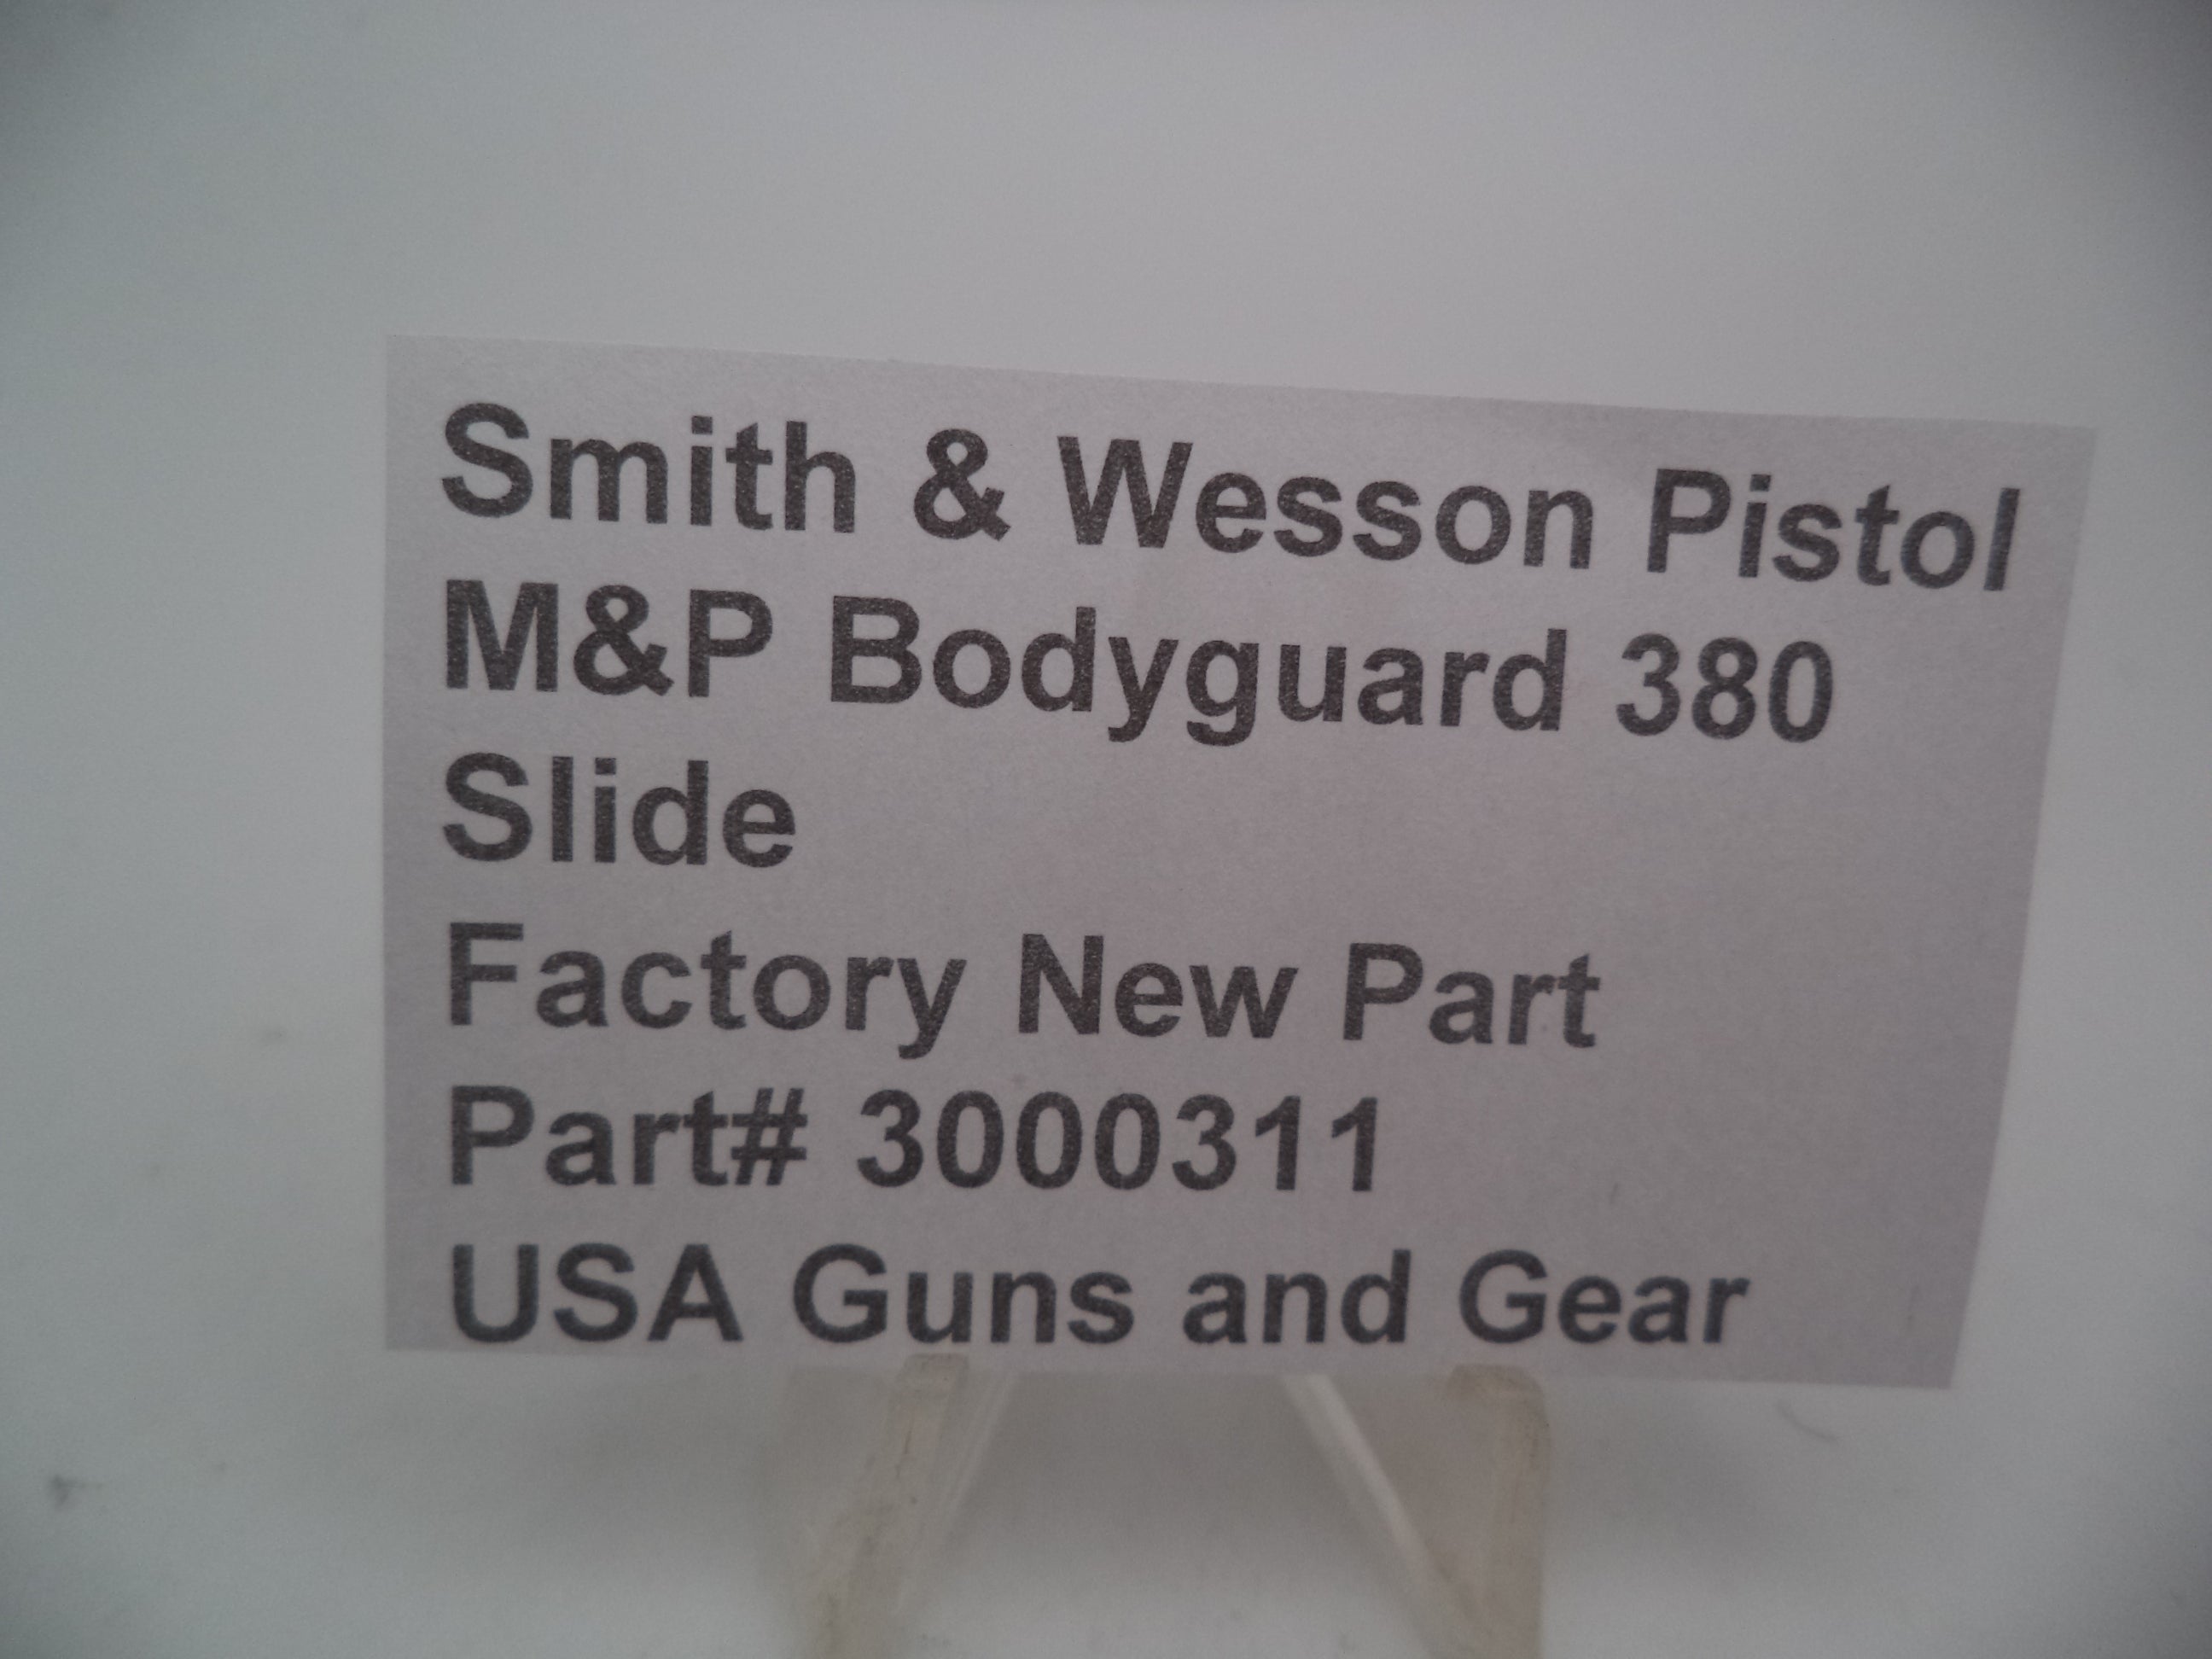 Smith & Wesson Pistol
M&P Bodyguard 380
Slide
Factory New Part
Part# 3000311
USA Guns and Gear